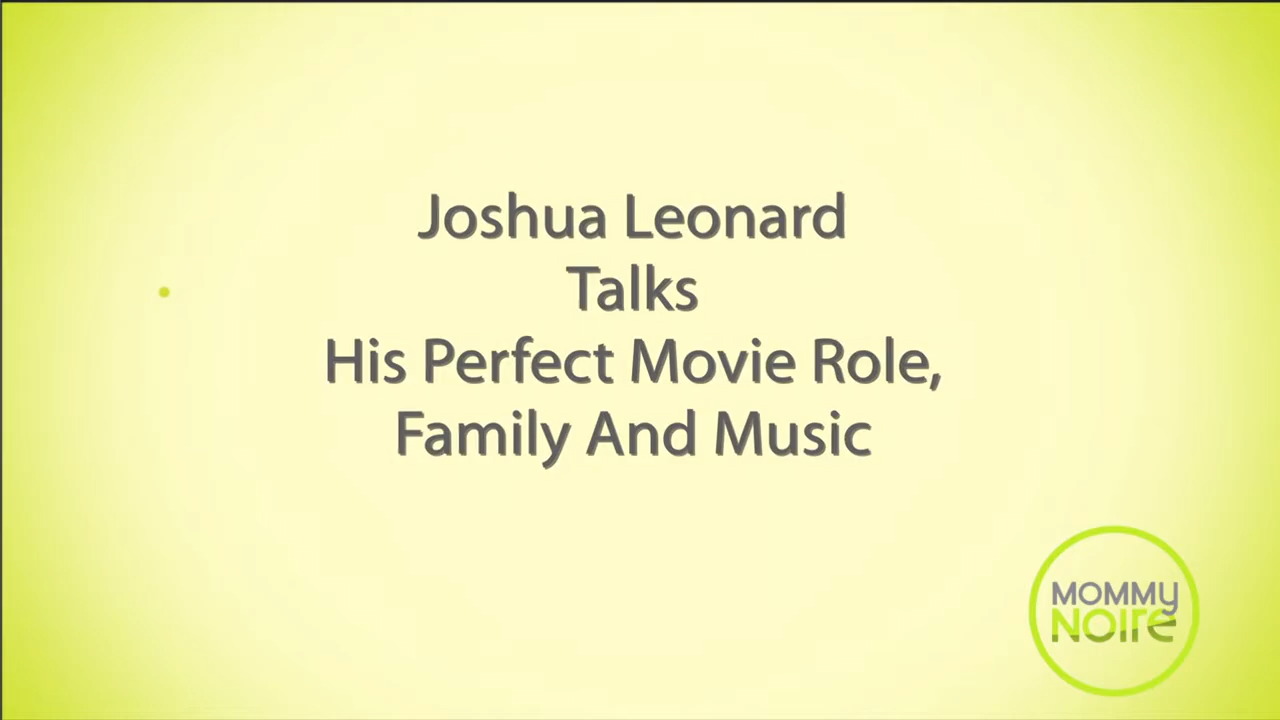 Joshua Leonard
Talks
His Perfect Movie Role,
Family And Music
MOMMy
NOIRe